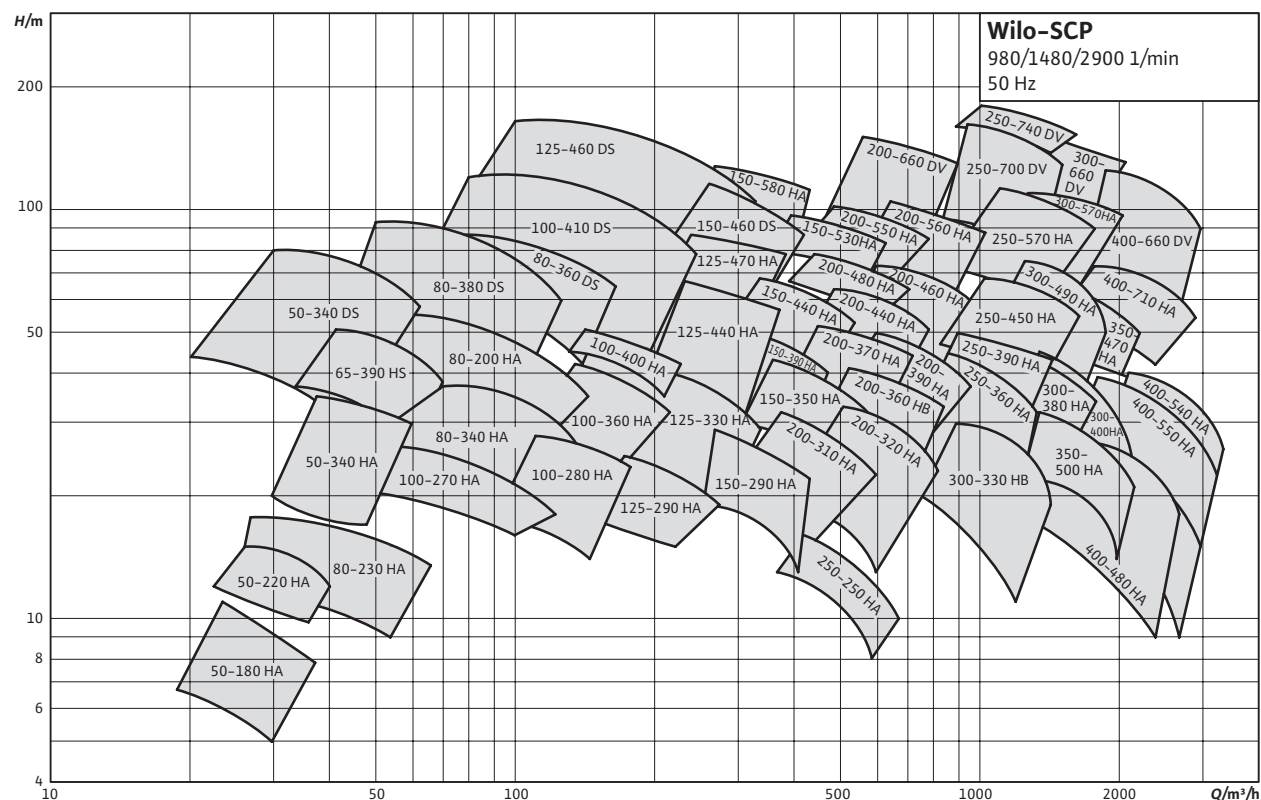 H/m
Wilo-SCP
980/1480/2900 1/min
50 Hz
200
100
50
10
8
6
4
10
50
100
500
1000
2000
Q/m³/h
250-740 DV
125-460 DS
200-660 DV
250-700 DV
300-
660
DV
150-580 HA
300-570HA
100-410 DS
150-460 DS
150-530HA
200-550 HA
200-560 HA
250-570 HA
400-660 DV
80-360 DS
125-470 HA
80-380 DS
200-480 HA
200-460 HA
300-490 HA
400-710 HA
50-340 DS
150-440 HA
200-440 HA
250-450 HA
125-440 HA
350-
470
HA
80-200 HA
100-400 HA
150-390 HA
200-370 HA
200-
390 HA
250-390 HA
65-390 HS
250-360 HA
200-360 HB
300-
380 HA
400-540 HA
150-350 HA
100-360 HA
125-330 HA
300-
400HA
400-550 HA
80-340 HA
200-310 HA
200-320 HA
50-340 HA
350-
500 HA
100-270 HA
100-280 HA
150-290 HA
300-330 HB
125-290 HA
80-230 HA
50-220 HA
250-250 HA
400-480 HA
50-180 HA